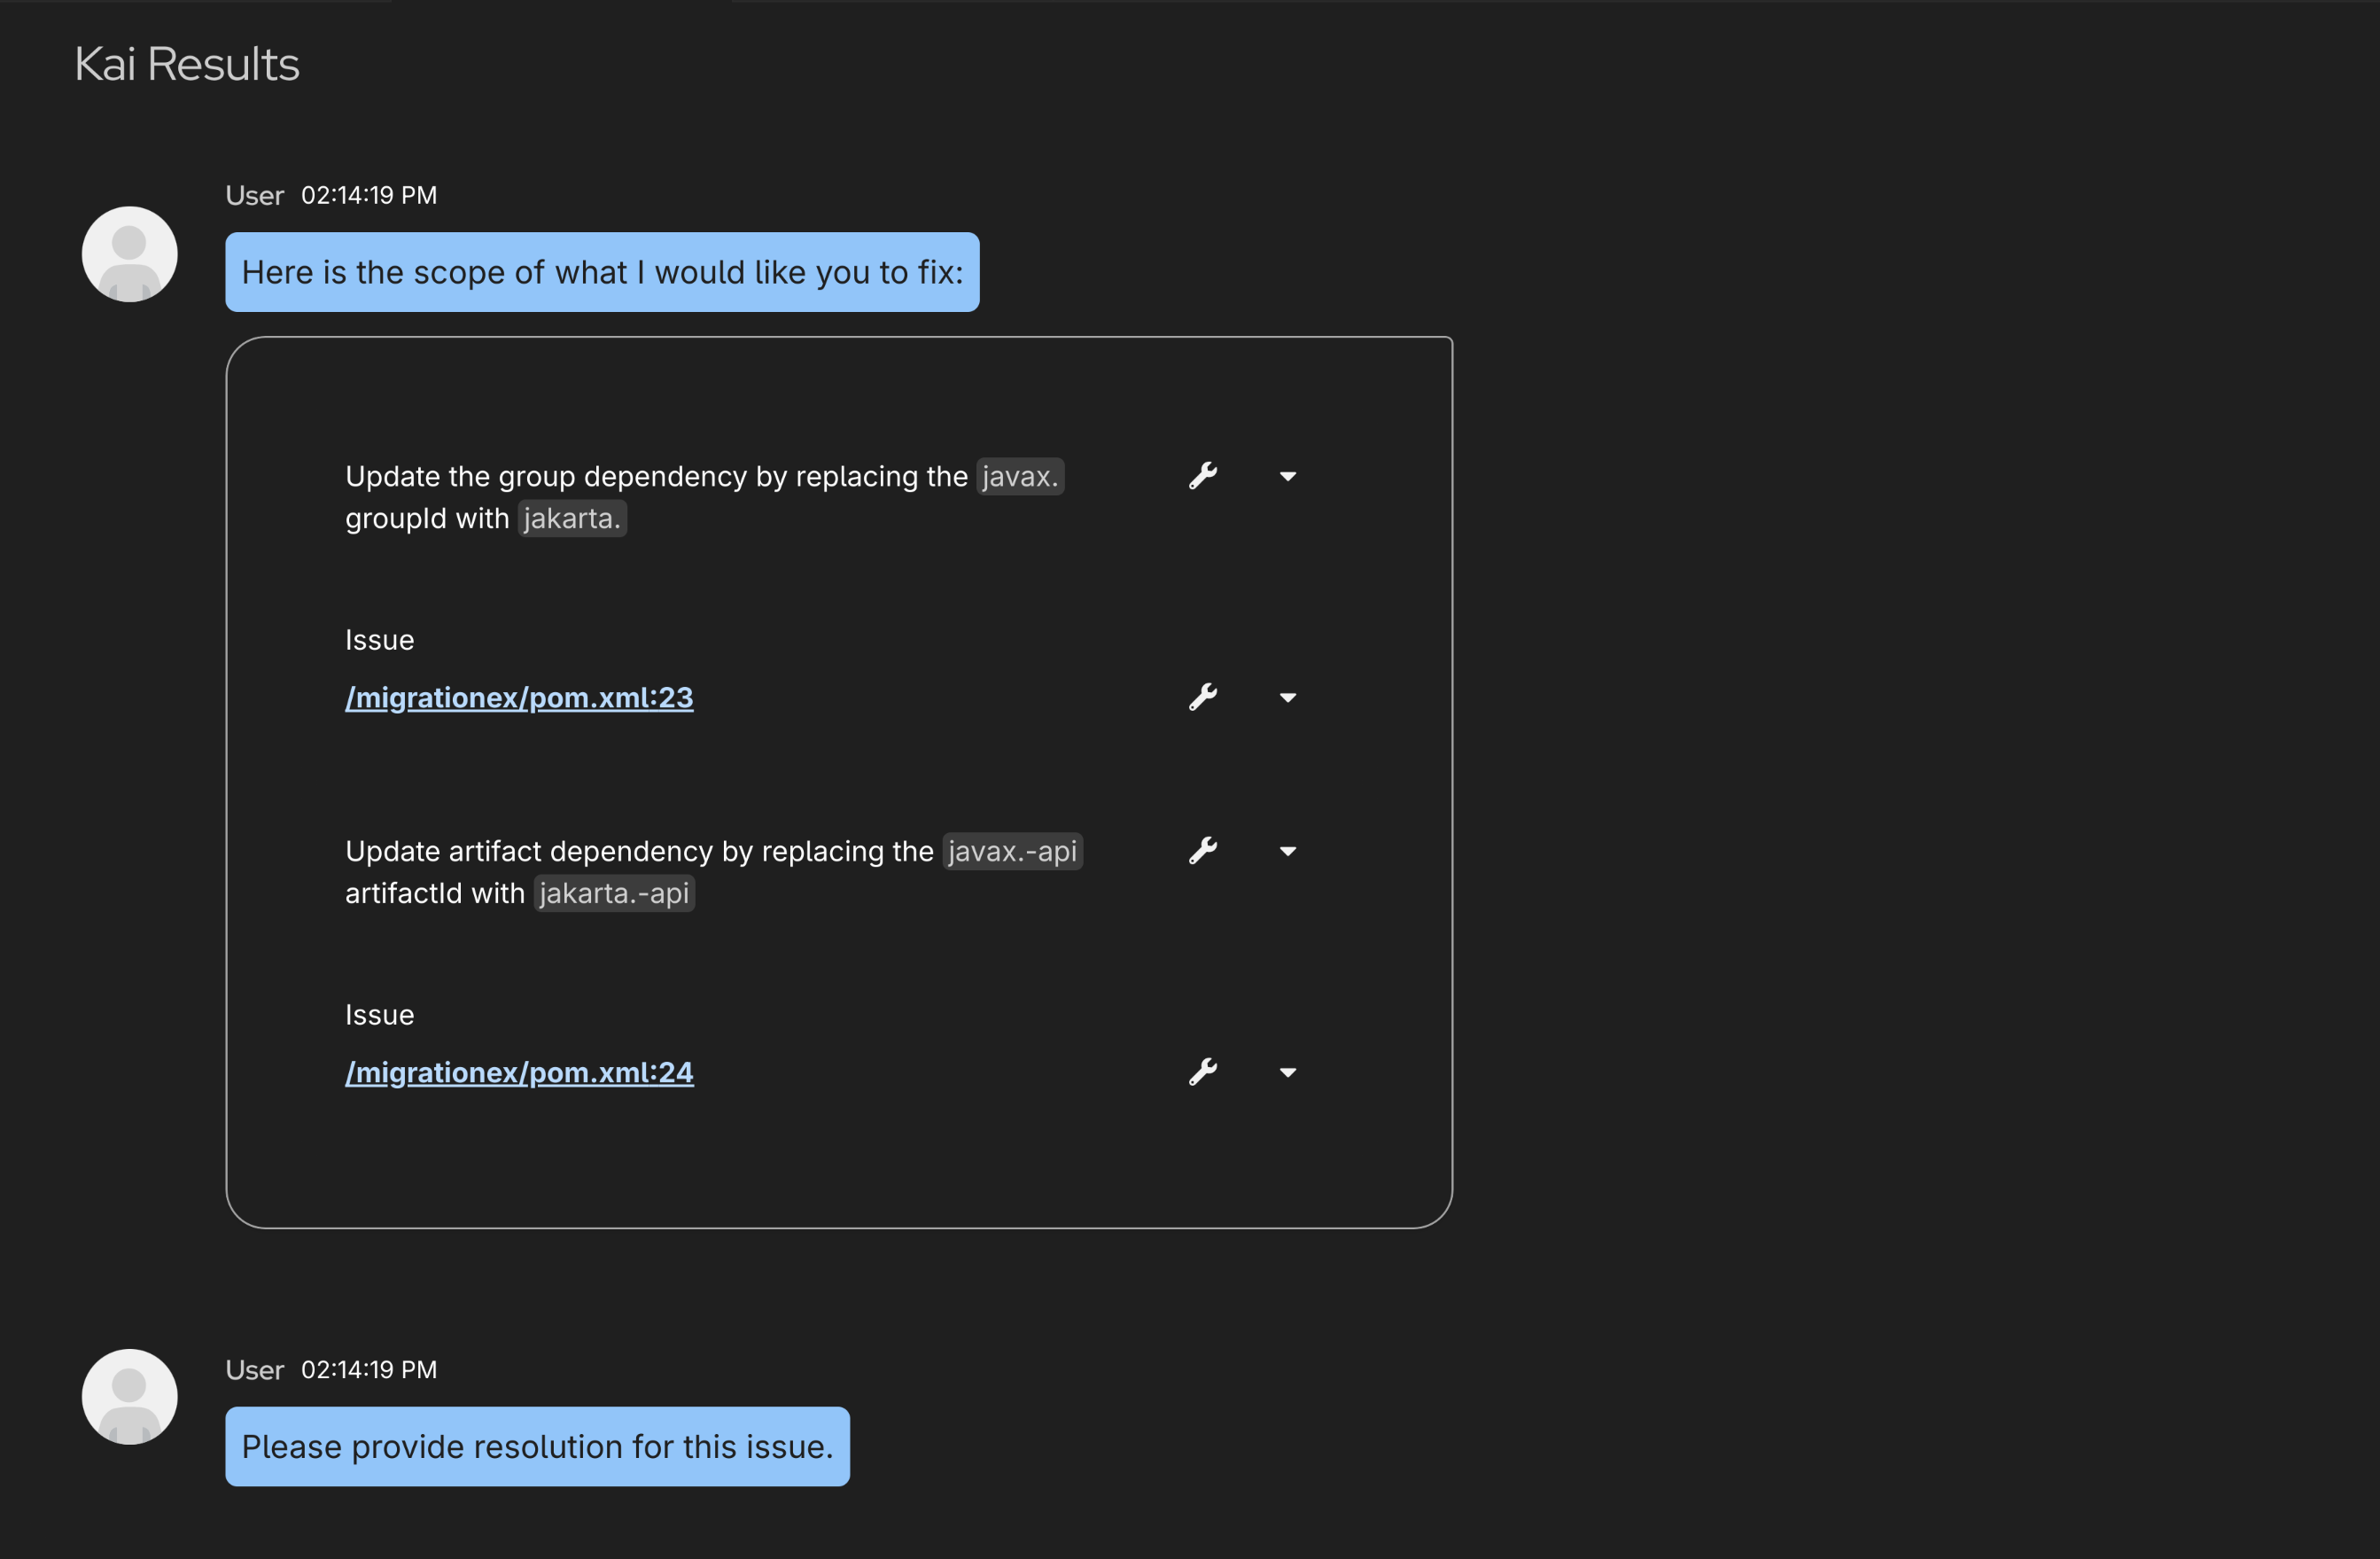 Kai Results
User 02:14:19 PM
Here is the scope of what I would like you to fix:
Update the group dependency by replacing the javax.
groupId with jakarta.
Issue
/migrationex/pom.xml:23
Update artifact dependency by replacing the javax.-api
artifactId with jakarta.-api
Issue
/migrationex/pom.xml:24
User 02:14:19 PM
Please provide resolution for this issue.